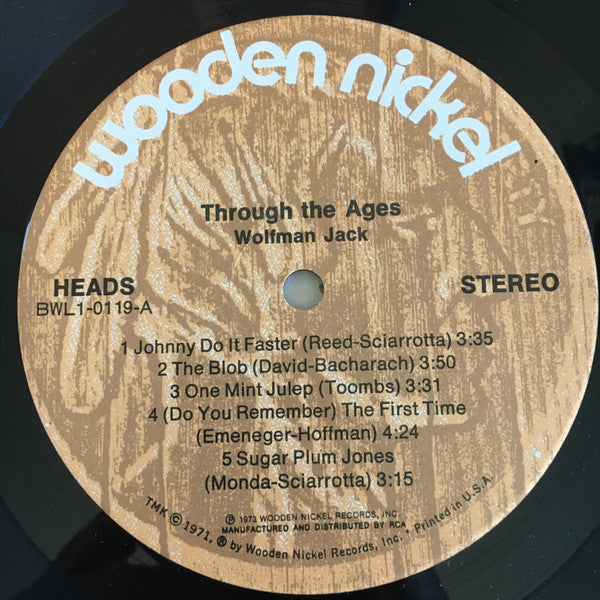 wooden nickel
Through the Ages
Wolfman Jack
HEADS
STEREO
BWL1-0119-A
1 Johnny Do It Faster (Reed-Sciarrotta) 3:35
2 The Blob (David-Bacharach) 3:50
3 One Mint Julep (Toombs) 3:31
4 (Do You Remember) The First Time
(Emeneger-Hoffman) 4:24
5 Sugar Plum Jones
(Monda-Sciarrotta) 3:15
℗ 1973 WOODEN NICKEL RECORDS, INC.
MANUFACTURED AND DISTRIBUTED BY RCA
TMK © 1971, ® by Wooden Nickel Records, Inc. • Printed in U.S.A.